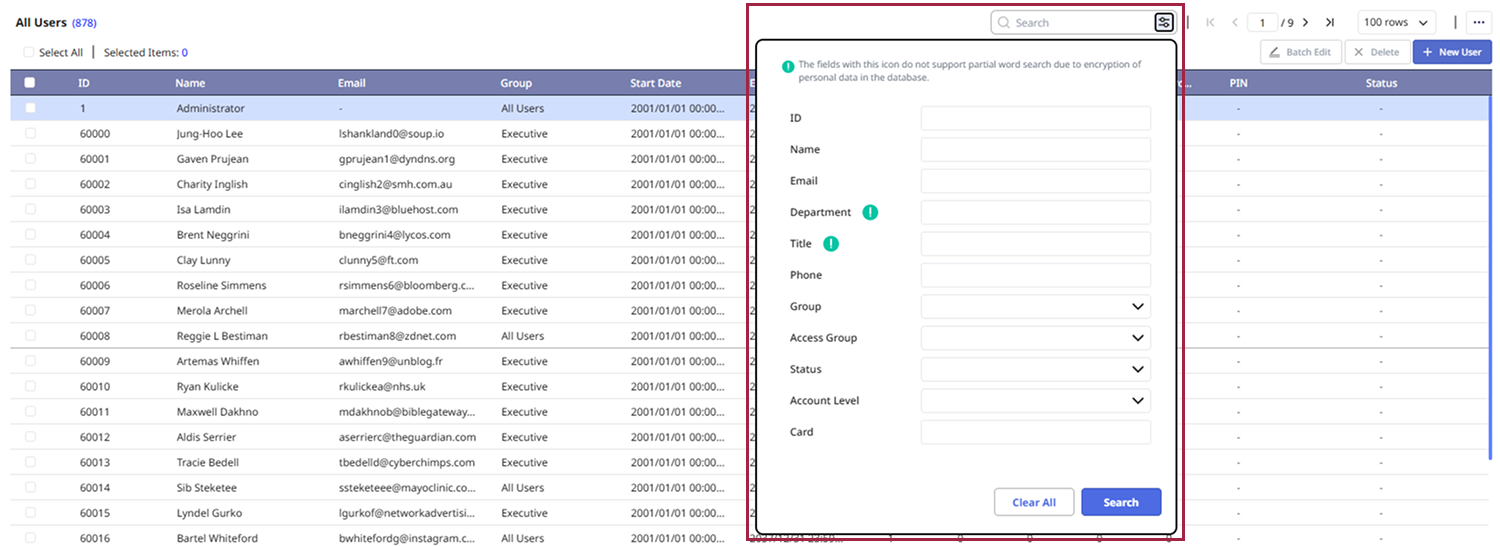 All Users (878)
Search
1 / 9
100 rows
Select All | Selected Items: 0
Batch Edit
Delete
+ New User
ID Name Email Group Start Date PIN Status
1 Administrator - All Users 2001/01/01 00:00... - -
60000 Jung-Hoo Lee lshankland0@soup.io Executive 2001/01/01 00:00... - -
60001 Gaven Prujean gprujean1@dyndns.org Executive 2001/01/01 00:00... - -
60002 Charity Inglish cinglish2@smh.com.au Executive 2001/01/01 00:00... - -
60003 Isa Lamdin ilamdin3@bluehost.com Executive 2001/01/01 00:00... - -
60004 Brent Neggrini bneggrini4@lycos.com Executive 2001/01/01 00:00... - -
60005 Clay Lunny clunny5@ft.com Executive 2001/01/01 00:00... - -
60006 Roseline Simmens rsimmens6@bloomberg.c... Executive 2001/01/01 00:00... - -
60007 Merola Archell marchell7@adobe.com Executive 2001/01/01 00:00... - -
60008 Reggie L Bestiman rbestiman8@zdnet.com All Users 2001/01/01 00:00... - -
60009 Artemas Whiffen awhiffen9@unblog.fr Executive 2001/01/01 00:00... - -
60010 Ryan Kulicke rkulickea@nhs.uk Executive 2001/01/01 00:00... - -
60011 Maxwell Dakhno mdakhnob@biblegateway... Executive 2001/01/01 00:00... - -
60012 Aldis Serrier aserrierc@theguardian.com Executive 2001/01/01 00:00... - -
60013 Tracie Bedell tbedelld@cyberchimps.com Executive 2001/01/01 00:00... - -
60014 Sib Steketee ssteketeee@mayoclinic.co... All Users 2001/01/01 00:00... - -
60015 Lyndel Gurko lgurkof@networkadvertisi... Executive 2001/01/01 00:00... - -
60016 Bartel Whiteford bwhitefordg@instagram.c... All Users 2001/01/01 00:00... - -
The fields with this icon do not support partial word search due to encryption of
personal data in the database.
ID
Name
Email
Department
Title
Phone
Group
Access Group
Status
Account Level
Card
Clear All
Search